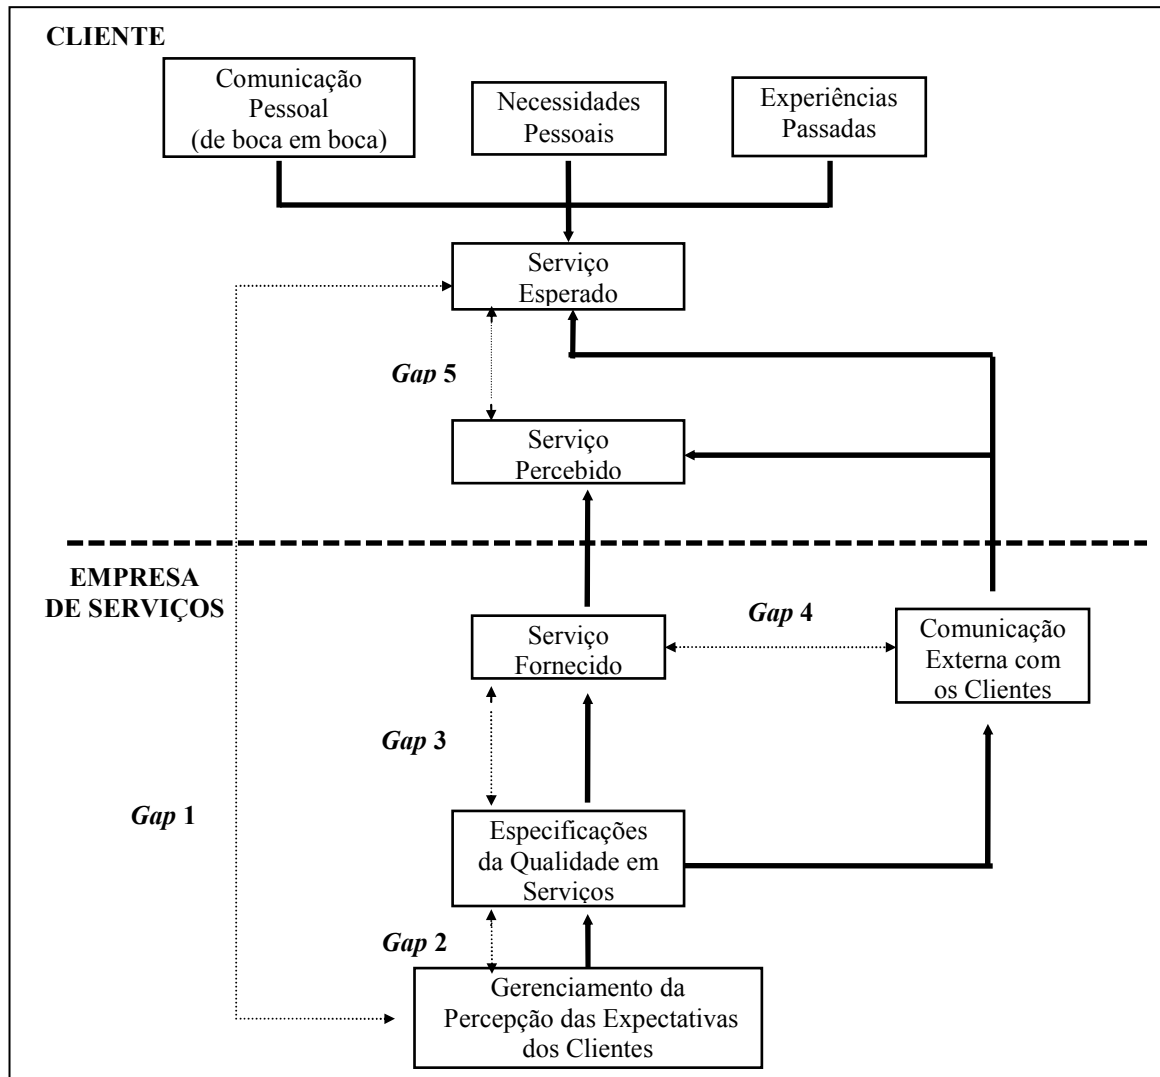 CLIENTE
Comunicação
Pessoal
(de boca em boca)
Necessidades
Pessoais
Experiências
Passadas
Serviço
Esperado
Gap 5
Serviço
Percebido
EMPRESA
DE SERVIÇOS
Serviço
Fornecido
Gap 4
Comunicação
Externa com
os Clientes
Gap 3
Gap 1
Especificações
da Qualidade em
Serviços
Gap 2
Gerenciamento da
Percepção das Expectativas
dos Clientes